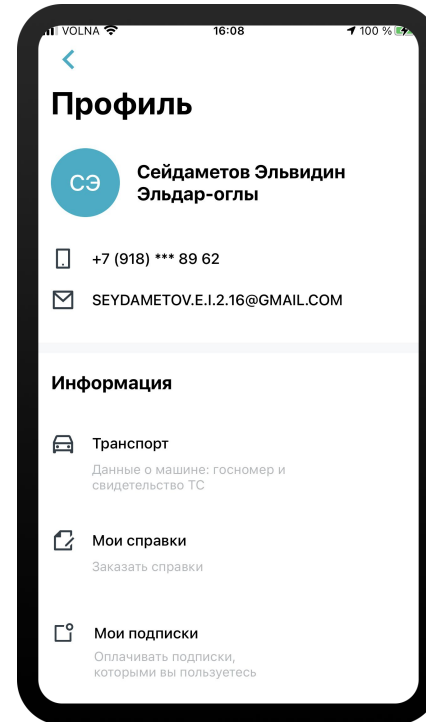 VOLNA 16:08 100 %
Профиль
СЭ
Сейдаметов Эльвидин
Эльдар-оглы
+7 (918) *** 89 62
SEYDAMETOV.E.I.2.16@GMAIL.COM
Информация
Транспорт
Данные о машине: госномер и
свидетельство ТС
Мои справки
Заказать справки
Мои подписки
Оплачивать подписки,
которыми вы пользуетесь